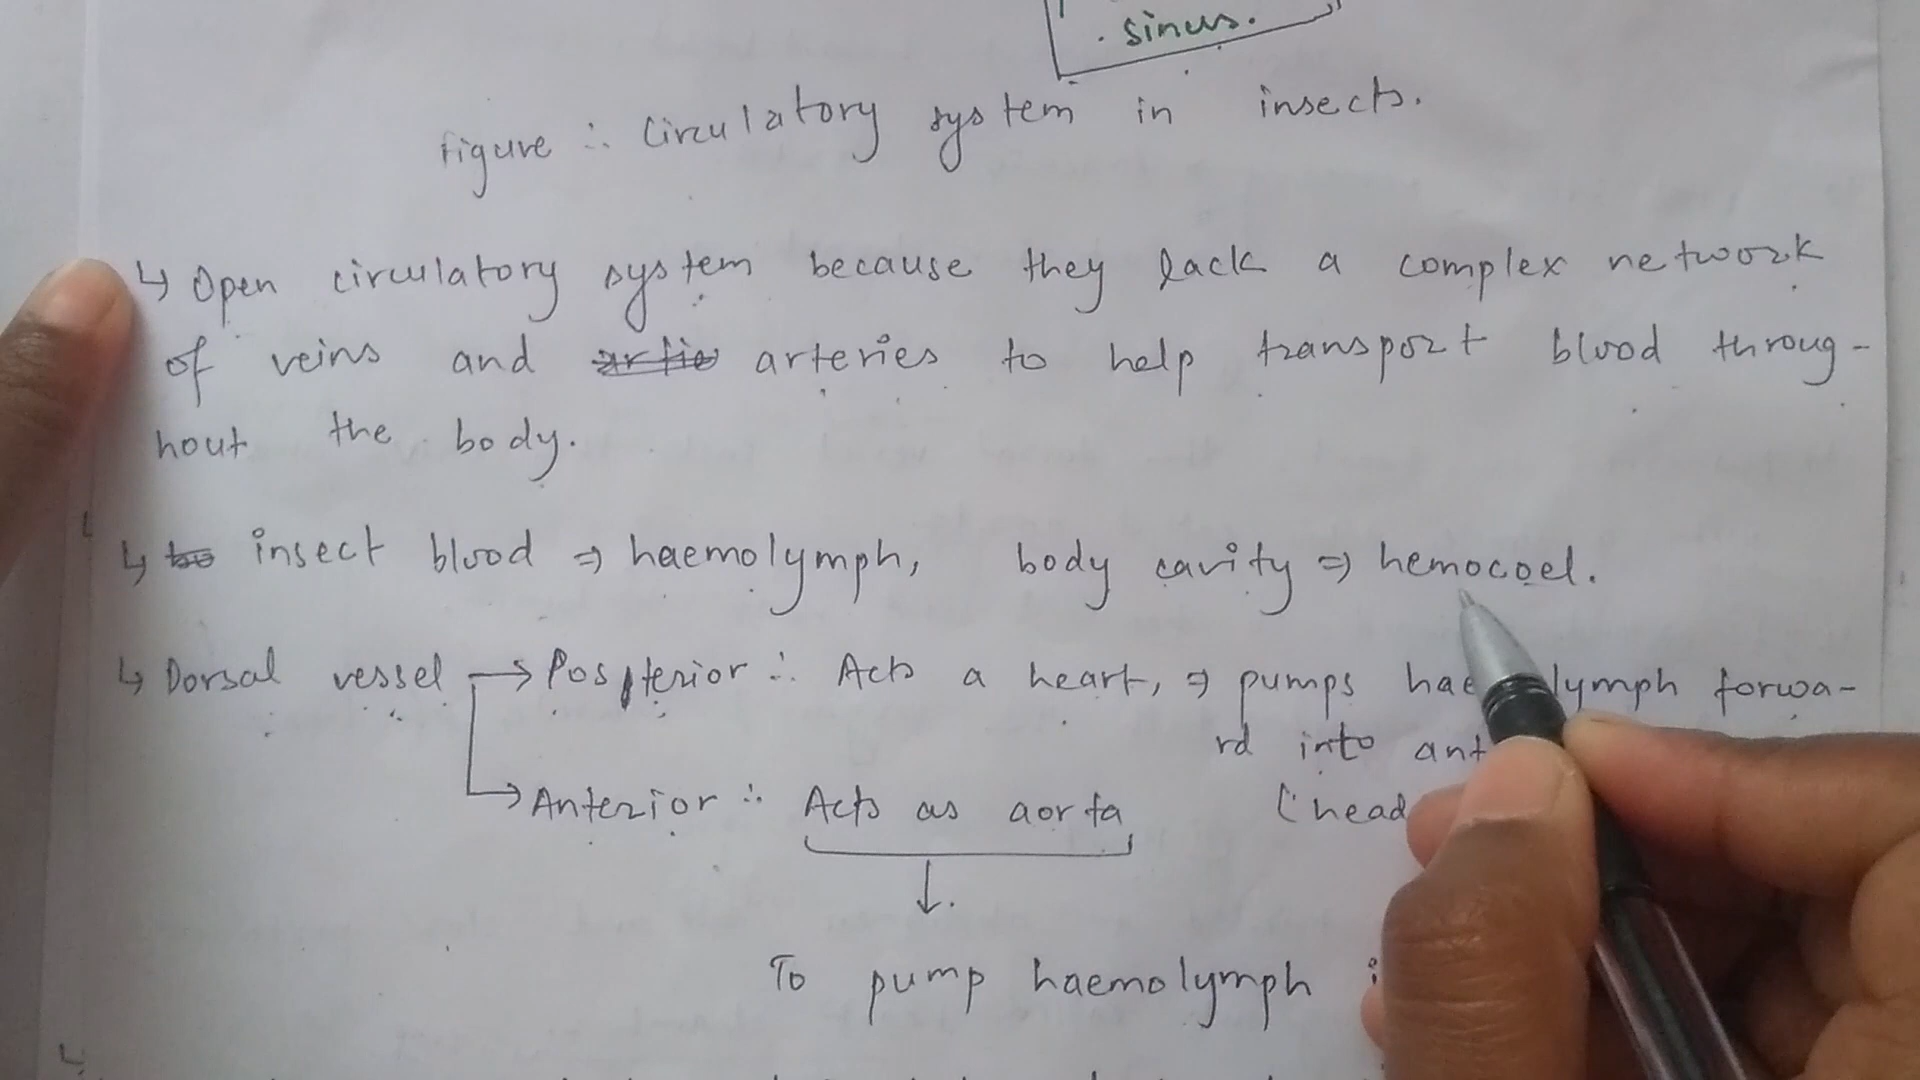 . sinus.
Figure ∴ Circulatory system in insects.
↳ Open circulatory system because they lack a complex network
of veins and arteries to help transport blood throug-
hout the body.
↳ insect blood ⇒ haemolymph, body cavity ⇒ hemocoel.
↳ Dorsal vessel → Posterior ∴ Acts a heart, ⇒ pumps lymph forwa-
rd into
→ Anterior ∴ Acts as aorta (head
↓.
To pump haemolymph